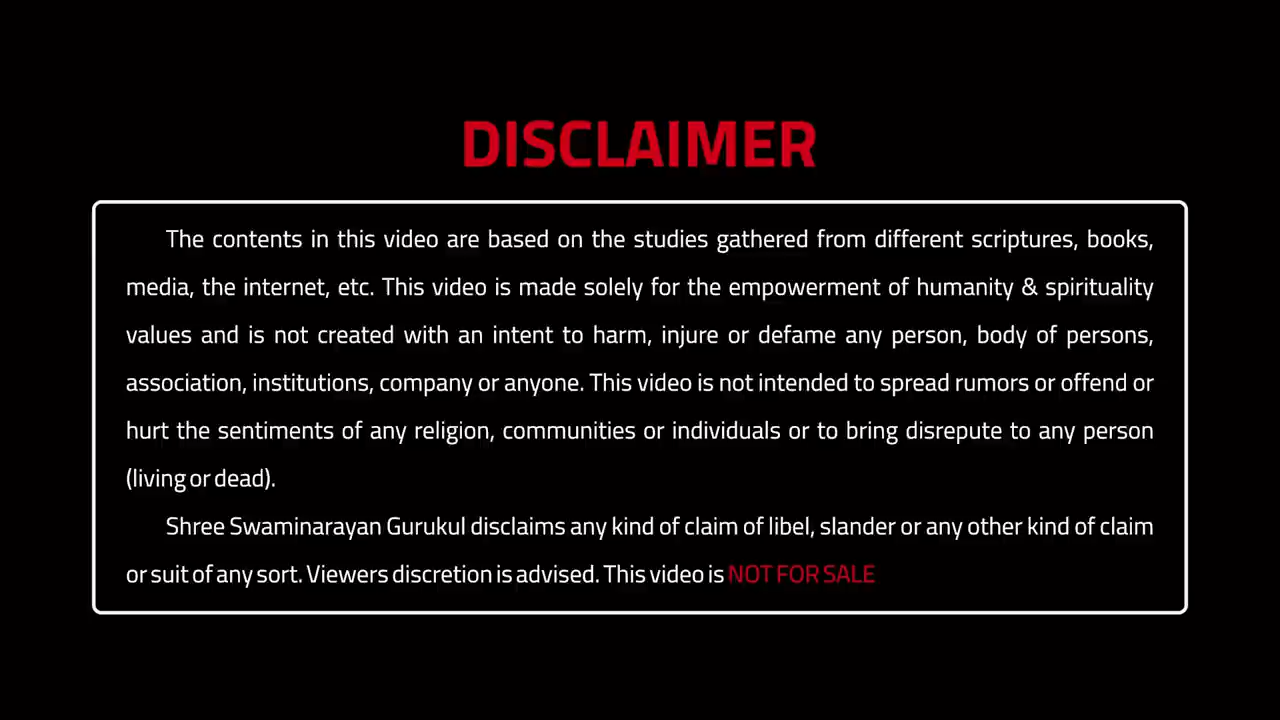 DISCLAIMER
The contents in this video are based on the studies gathered from different scriptures, books,
media, the internet, etc. This video is made solely for the empowerment of humanity & spirituality
values and is not created with an intent to harm, injure or defame any person, body of persons,
association, institutions, company or anyone. This video is not intended to spread rumors or offend or
hurt the sentiments of any religion, communities or individuals or to bring disrepute to any person
(living or dead).
Shree Swaminarayan Gurukul disclaims any kind of claim of libel, slander or any other kind of claim
or suit of any sort. Viewers discretion is advised. This video is NOT FOR SALE